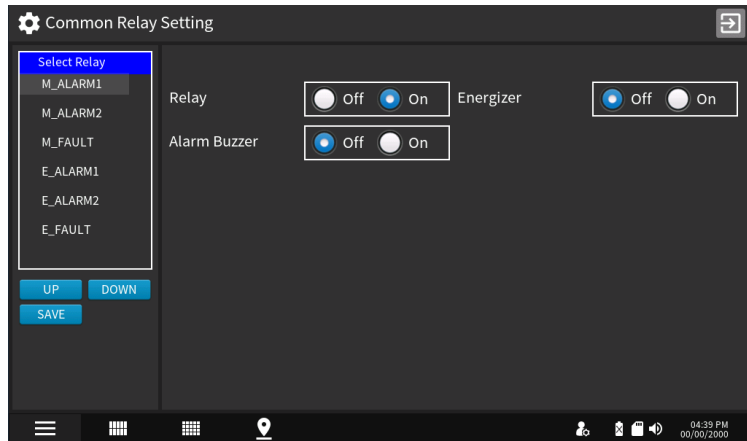 Common Relay Setting
Select Relay
M_ALARM1
M_ALARM2
M_FAULT
E_ALARM1
E_ALARM2
E_FAULT
UP DOWN
SAVE
Relay Off On Energizer Off On
Alarm Buzzer Off On
04:39 PM
00/00/2000